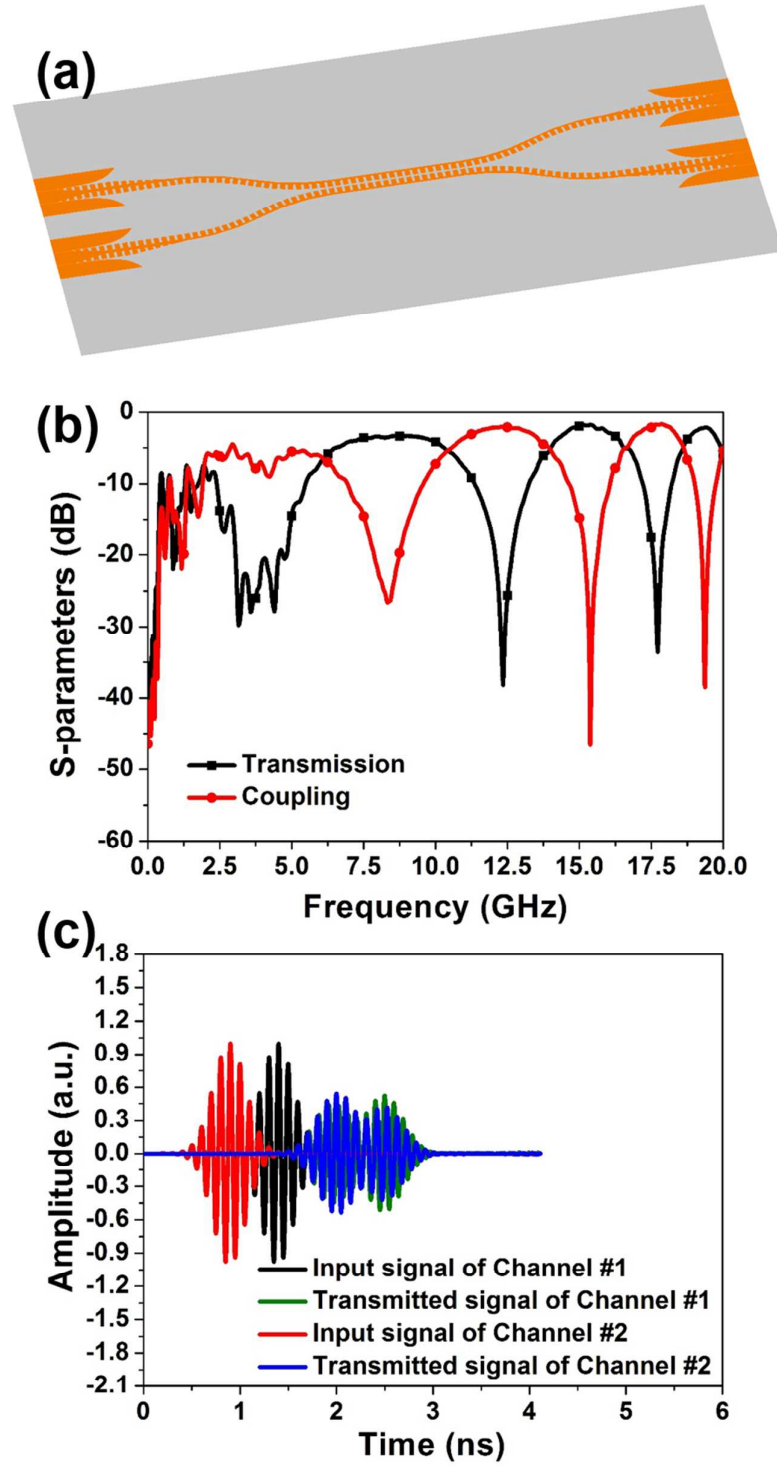 (a)
(b)
0
-10
-20
-30
-40
-50
-60
S-parameters (dB)
Transmission
Coupling
0.0 2.5 5.0 7.5 10.0 12.5 15.0 17.5 20.0
Frequency (GHz)
(c)
1.8
1.5
1.2
0.9
0.6
0.3
0.0
-0.3
-0.6
-0.9
-1.2
-1.5
-1.8
-2.1
Amplitude (a.u.)
Input signal of Channel #1
Transmitted signal of Channel #1
Input signal of Channel #2
Transmitted signal of Channel #2
0 1 2 3 4 5 6
Time (ns)